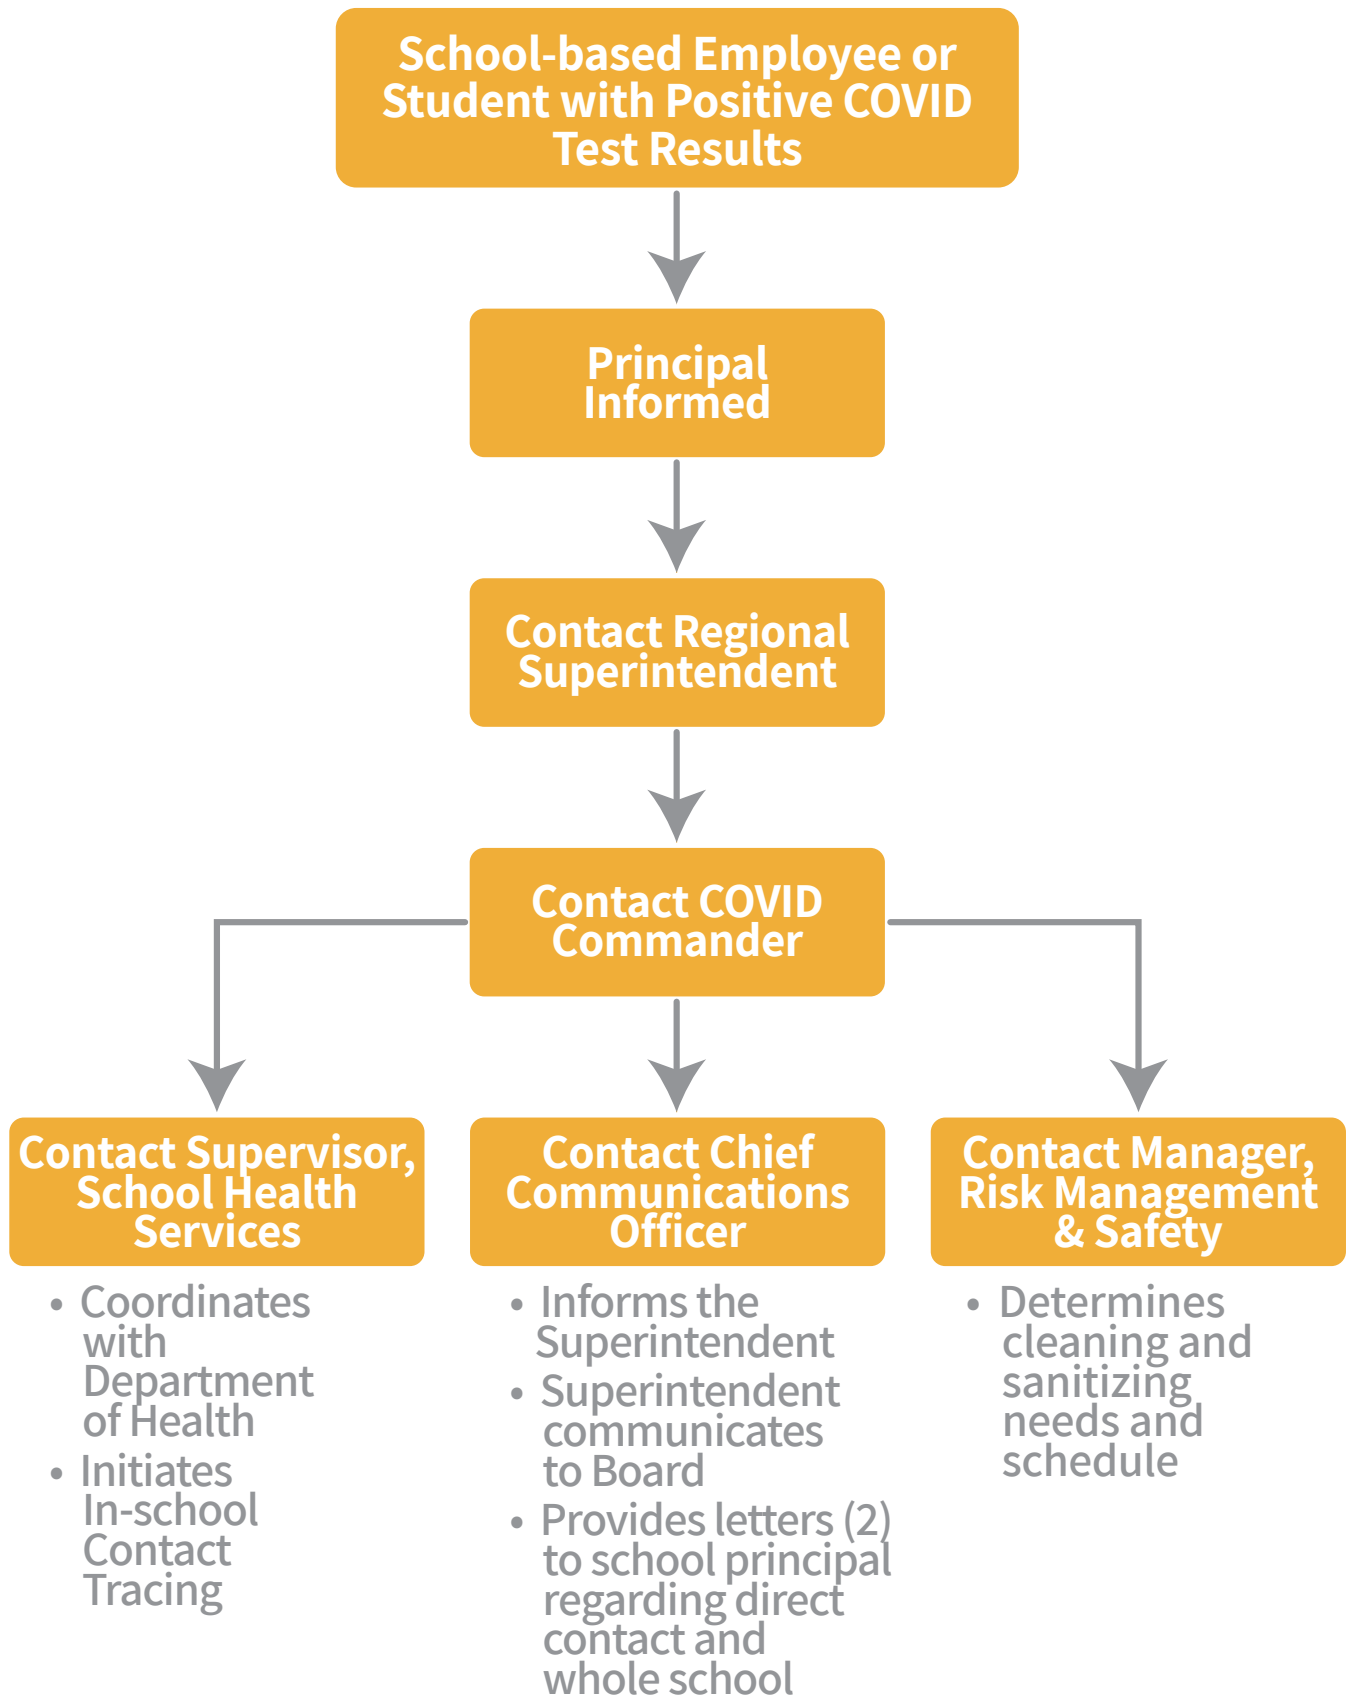 School-based Employee or
Student with Positive COVID
Test Results
Principal
Informed
Contact Regional
Superintendent
Contact COVID
Commander
Contact Supervisor,
School Health
Services
• Coordinates
with
Department
of Health
• Initiates
In-school
Contact
Tracing
Contact Chief
Communications
Officer
• Informs the
Superintendent
• Superintendent
communicates
to Board
• Provides letters (2)
to school principal
regarding direct
contact and
whole school
Contact Manager,
Risk Management
& Safety
• Determines
cleaning and
sanitizing
needs and
schedule